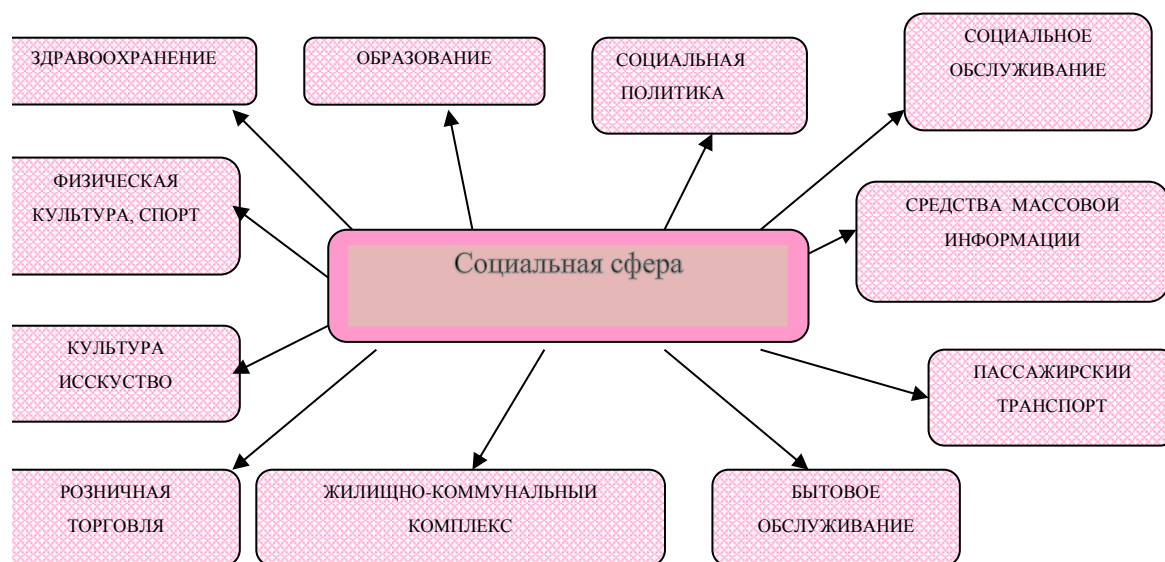 ЗДРАВООХРАНЕНИЕ
ОБРАЗОВАНИЕ
СОЦИАЛЬНАЯ
ПОЛИТИКА
СОЦИАЛЬНОЕ
ОБСЛУЖИВАНИЕ
ФИЗИЧЕСКАЯ
КУЛЬТУРА, СПОРТ
СРЕДСТВА МАССОВОИ
ИНФОРМАЦИИ
Социальная сфера
КУЛЬТУРА
ИССКУСТВО
ПАССАЖИРСКИЙ
ТРАНСПОРТ
РОЗНИЧНАЯ
ТОРГОВЛЯ
ЖИЛИЩНО-КОММУНАЛЬНЫЙ
КОМПЛЕКС
БЫТОВОЕ
ОБСЛУЖИВАНИЕ